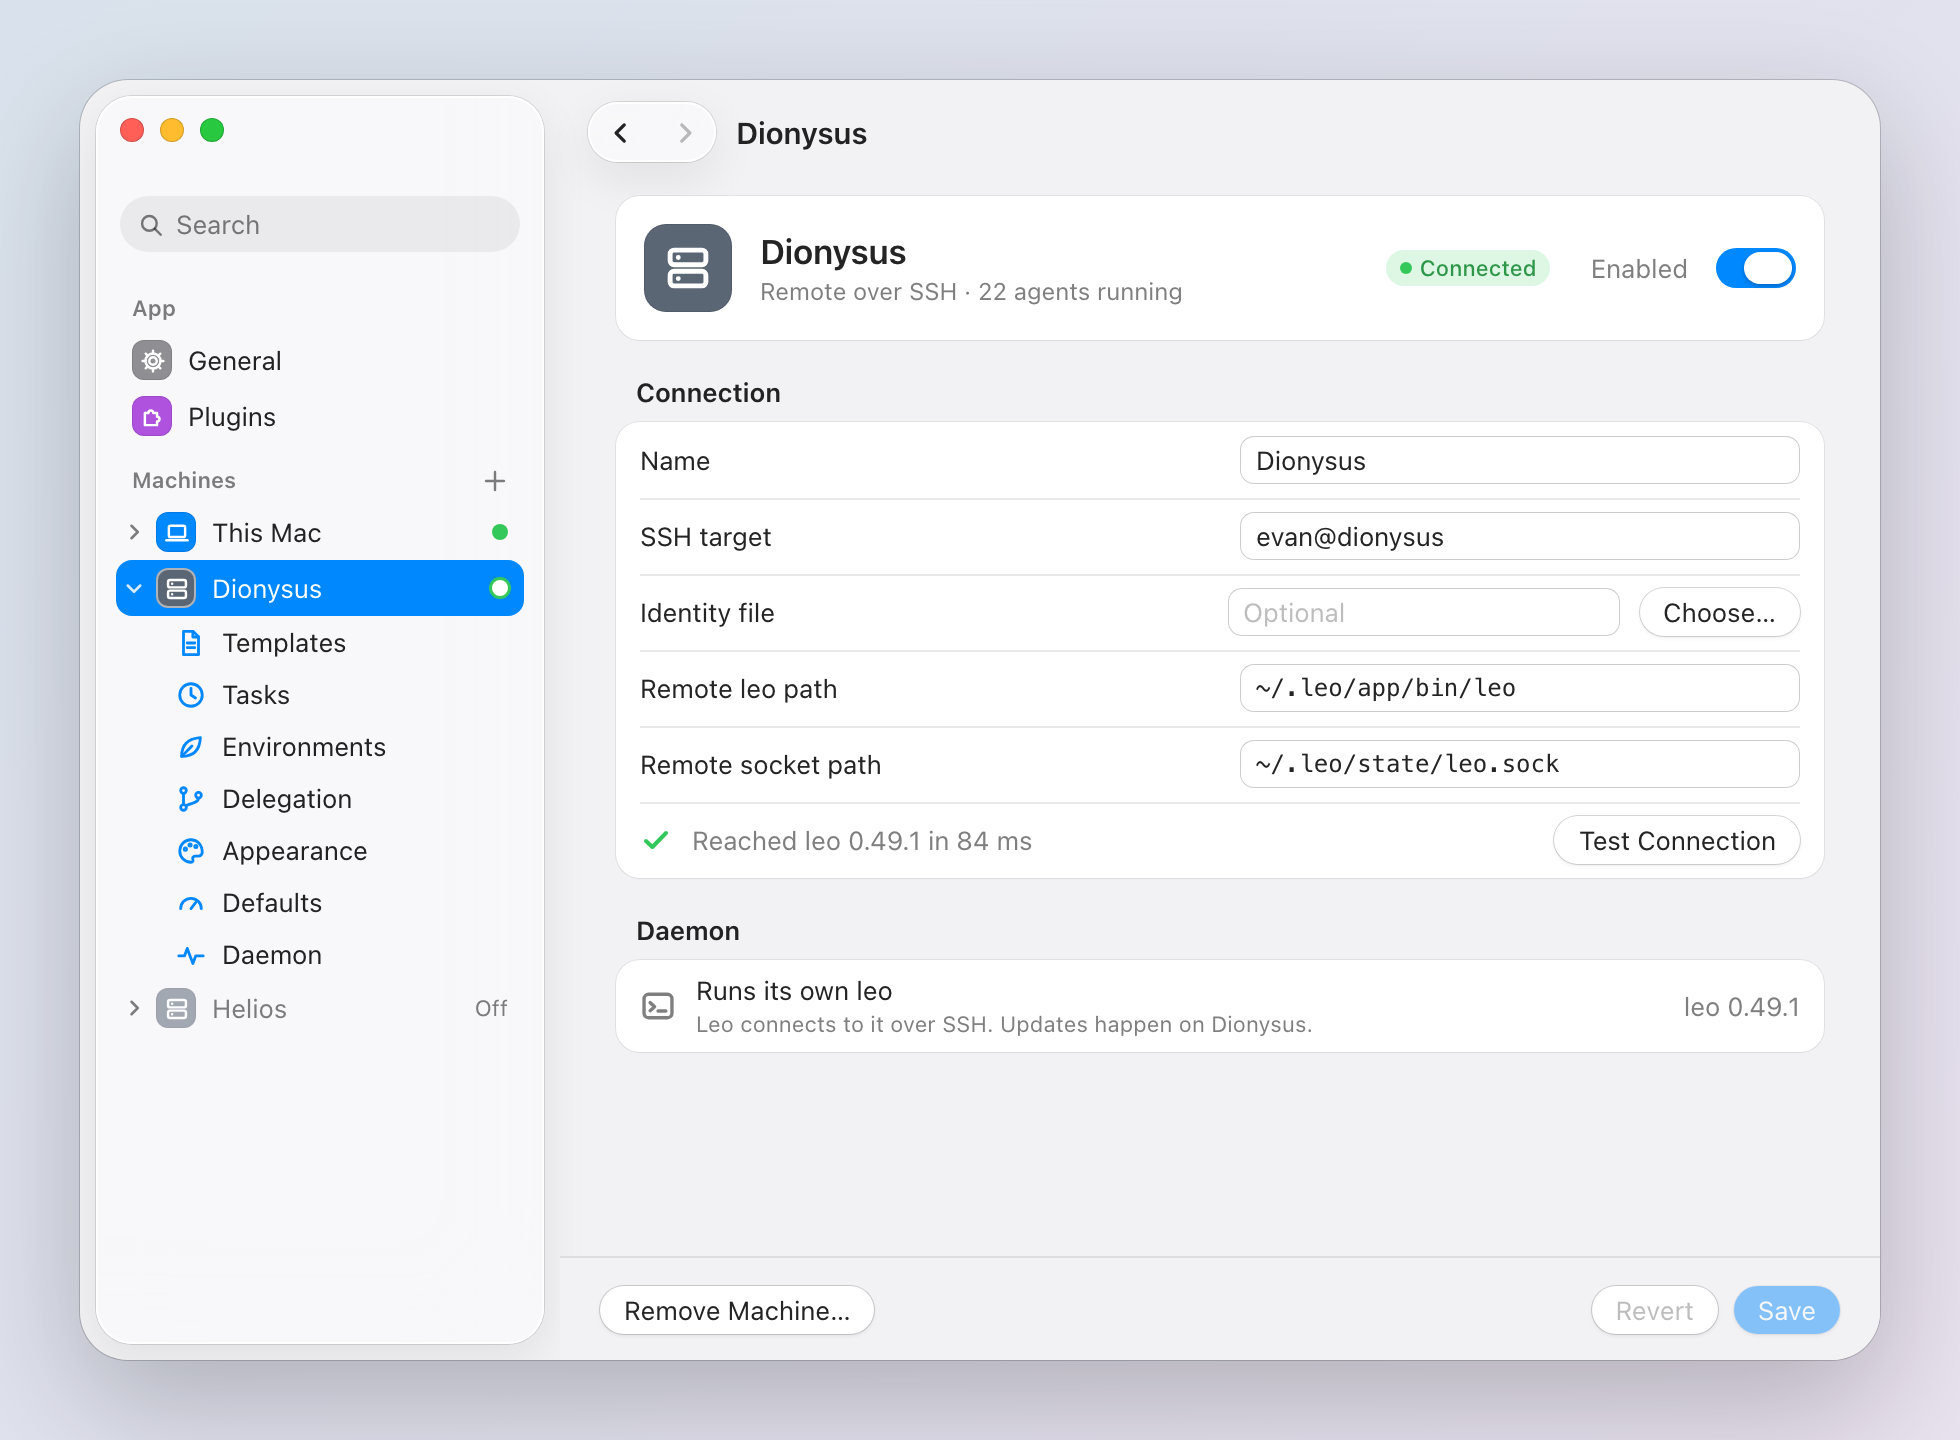 Search
App
General
Plugins
Machines
This Mac
Dionysus
Templates
Tasks
Environments
Delegation
Appearance
Defaults
Daemon
Helios
Off
Dionysus
Dionysus
Remote over SSH · 22 agents running
Connected
Enabled
Connection
Name
Dionysus
SSH target
evan@dionysus
Identity file
Optional
Choose...
Remote leo path
~/.leo/app/bin/leo
Remote socket path
~/.leo/state/leo.sock
Reached leo 0.49.1 in 84 ms
Test Connection
Daemon
Runs its own leo
Leo connects to it over SSH. Updates happen on Dionysus.
leo 0.49.1
Remove Machine...
Revert
Save